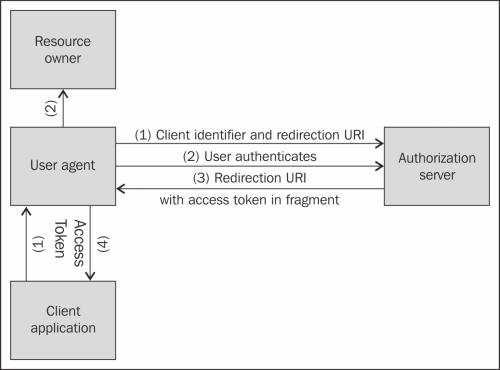 Resource
owner
(2)
(1) Client identifier and redirection URI
User agent
(2) User authenticates
Authorization
server
(3) Redirection URI
with access token in fragment
(1)
Access
Token
(4)
Client
application